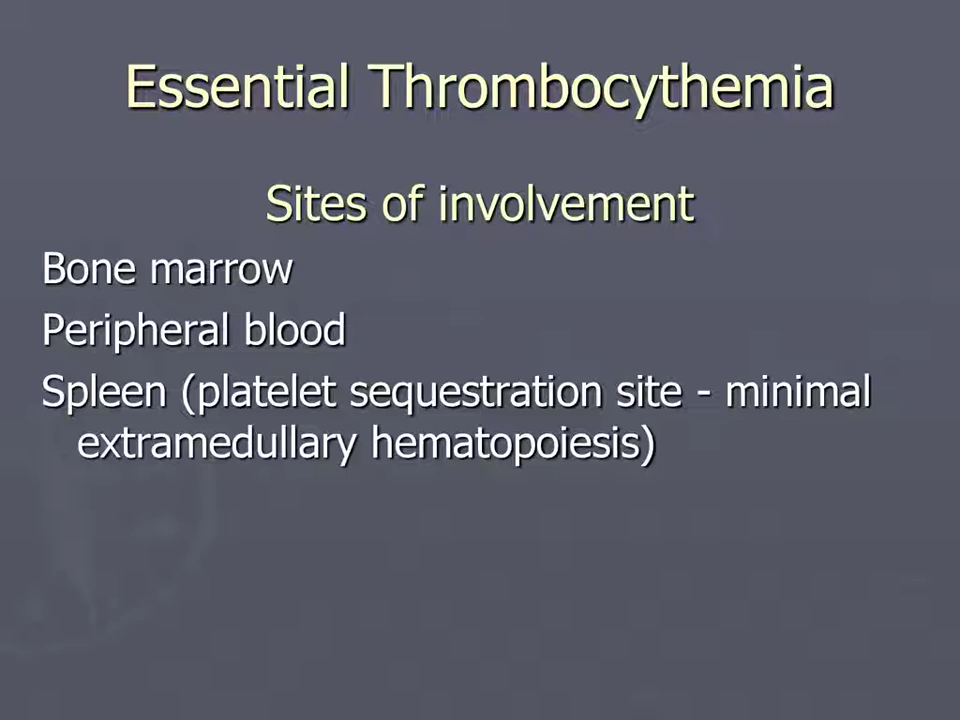 Essential Thrombocythemia
Sites of involvement
Bone marrow
Peripheral blood
Spleen (platelet sequestration site - minimal
extramedullary hematopoiesis)